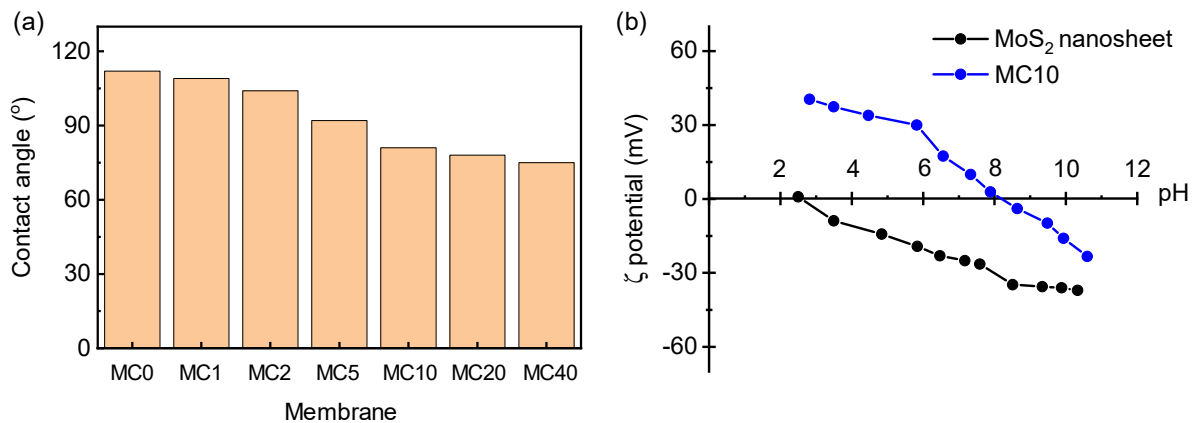 (a)
120
90
60
30
0
Contact angle (°)
MC0 MC1 MC2 MC5 MC10 MC20 MC40
Membrane
(b)
MoS₂ nanosheet
MC10
60
30
0
-30
-60
ζ potential (mV)
2 4 6 8 10 12
pH